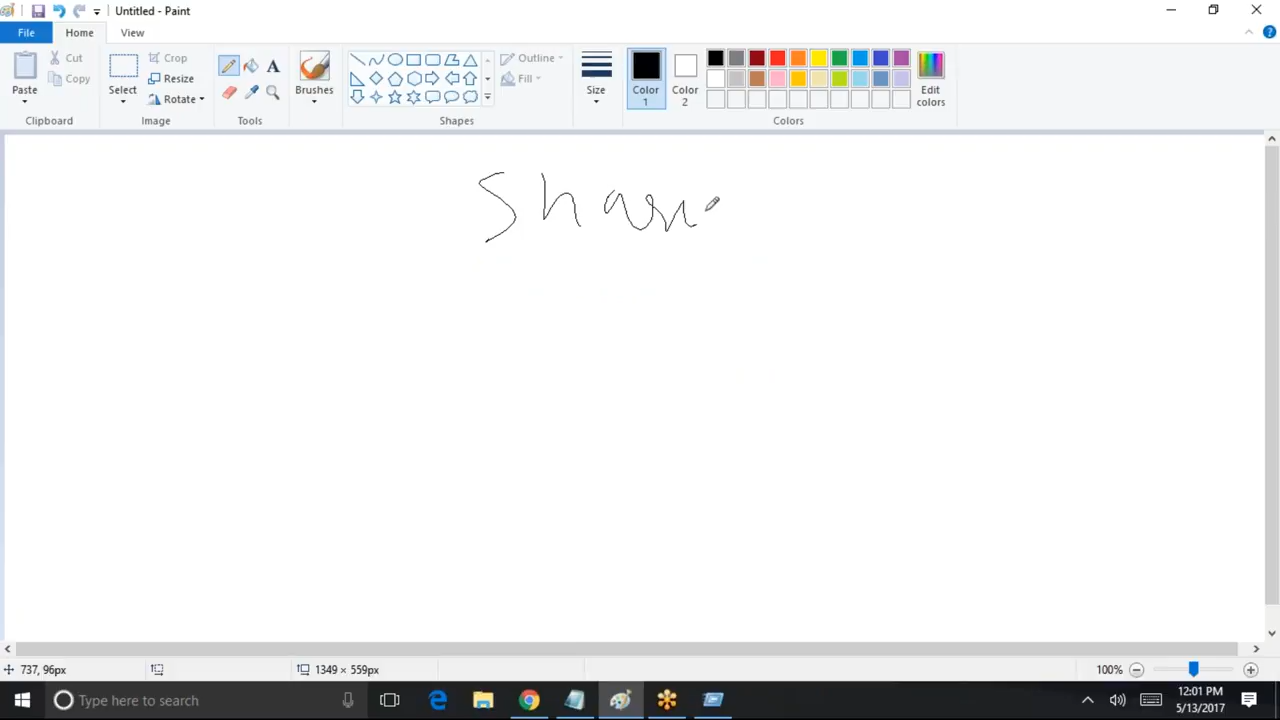 Untitled - Paint
File Home View
Cut Crop Outline
Copy Resize Fill
Paste Select Rotate Brushes Size Color 1 Color 2 Edit colors
Clipboard Image Tools Shapes Colors
Share
737, 96px 1349 × 559px 100%
Type here to search 12:01 PM
5/13/2017